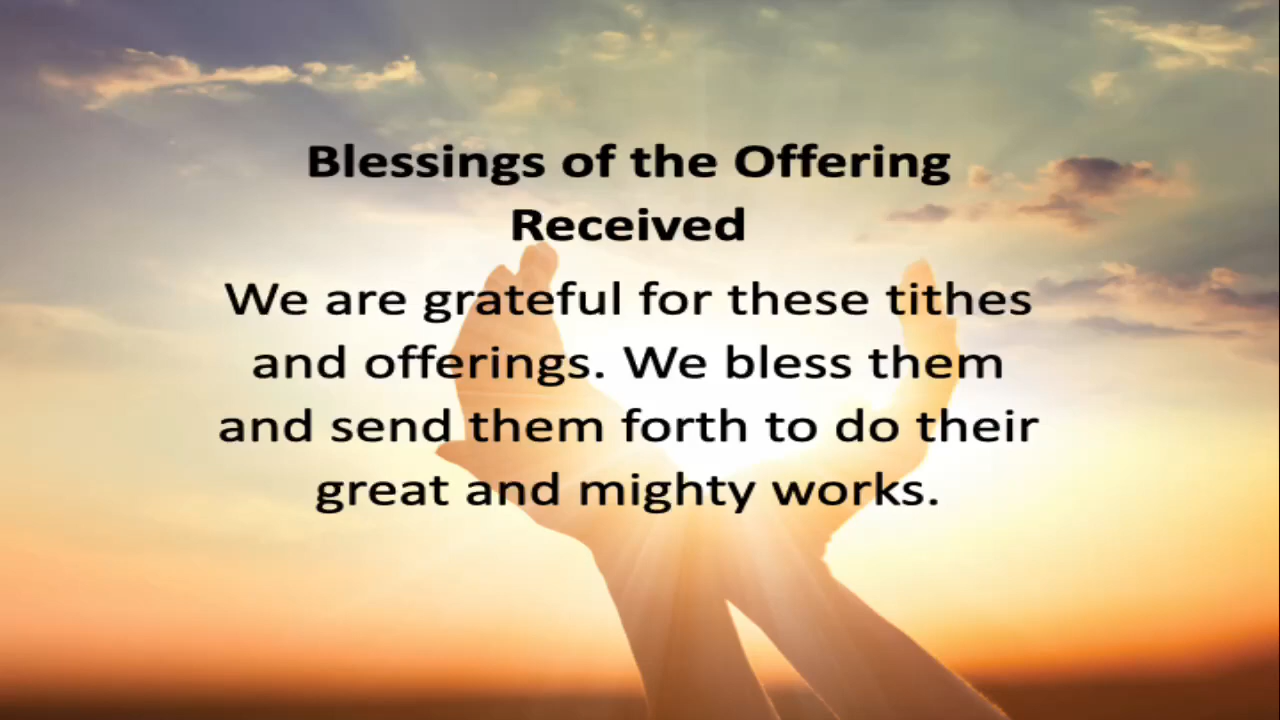 Blessings of the Offering
Received
We are grateful for these tithes
and offerings. We bless them
and send them forth to do their
great and mighty works.